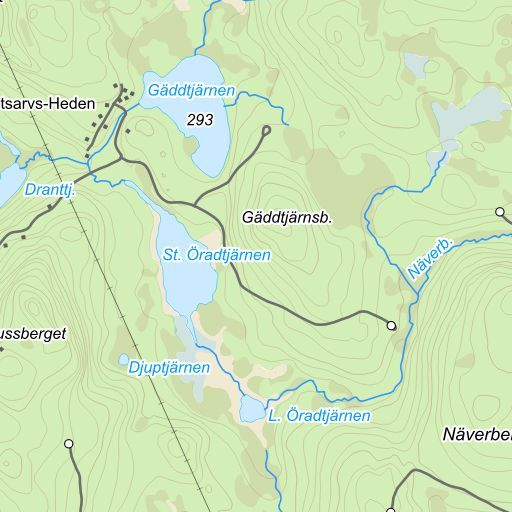 Gäddtjärnen
tsarvs-Heden
293
Dranttj.
Gäddtjärnsb.
St. Öradtjärnen
Näverb.
ussberget
Djuptjärnen
L. Öradtjärnen
Näverbe